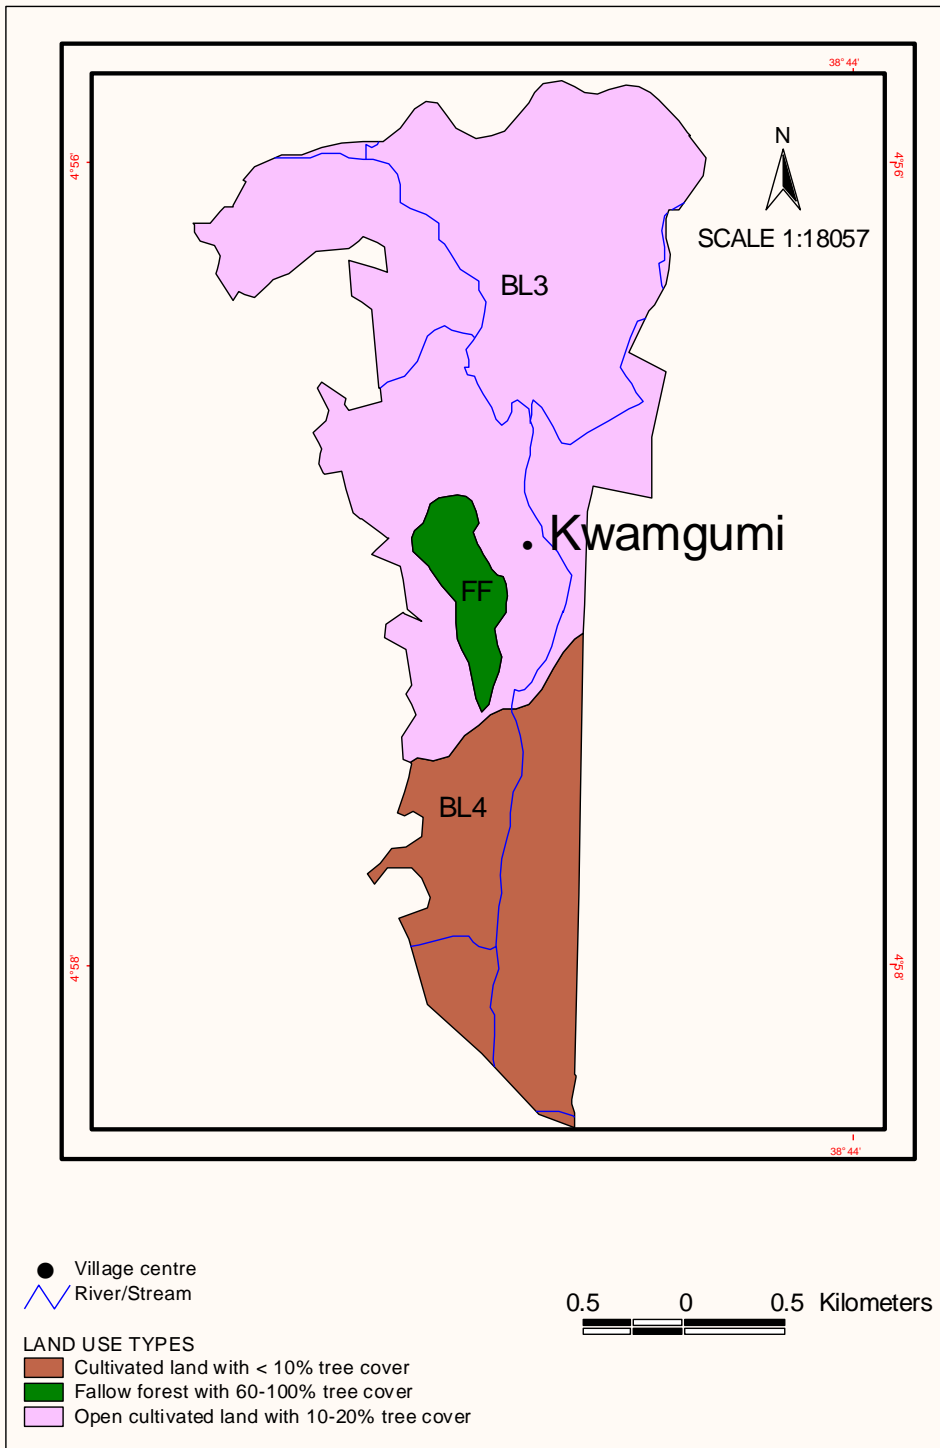 38° 44'
4°56'
4°56'
N
SCALE 1:18057
BL3
Kwamgumi
FF
BL4
4°58'
4°58'
38° 44'
Village centre
River/Stream
0.5 0 0.5 Kilometers
LAND USE TYPES
Cultivated land with < 10% tree cover
Fallow forest with 60-100% tree cover
Open cultivated land with 10-20% tree cover